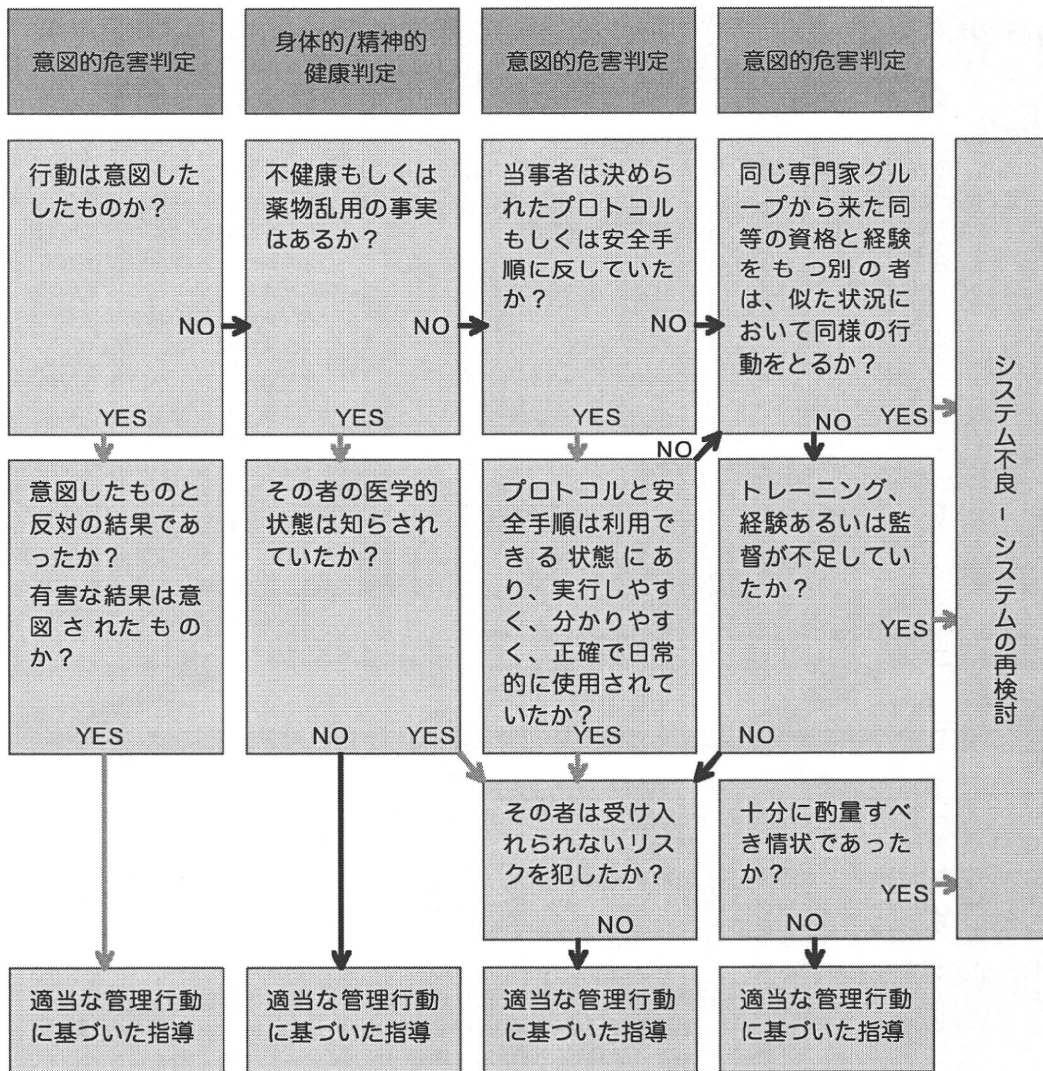 意図的危害判定
身体的/精神的
健康判定
意図的危害判定
意図的危害判定
行動は意図した
したものか？
NO
YES
不健康もしくは
薬物乱用の事実
はあるか？
NO
YES
当事者は決めら
れたプロトコル
もしくは安全手
順に反していた
か？
NO
YES
同じ専門家グル
ープから来た同
等の資格と経験
をもつ別の者
は、似た状況に
おいて同様の行
動をとるか？
YES
NO
意図したものと
反対の結果であ
ったか？
有害な結果は意
図されたもの
か？
YES
その者の医学的
状態は知らされ
ていたか？
NO
YES
NO
プロトコルと安
全手順は利用で
きる状態にあ
り、実行しやす
く、分かりやす
く、正確で日常
的に使用されて
いたか？
YES
トレーニング、
経験あるいは監
督が不足してい
たか？
YES
NO
その者は受け入
れられないリス
クを犯したか？
NO
十分に酌量すべ
き情状であった
か？
YES
NO
システム不良 - システムの再検討
適当な管理行動
に基づいた指導
適当な管理行動
に基づいた指導
適当な管理行動
に基づいた指導
適当な管理行動
に基づいた指導